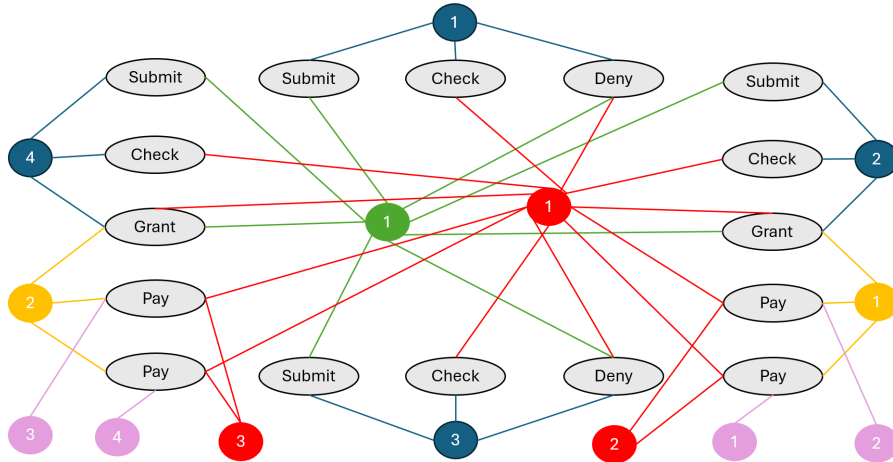 1
Submit
Submit
Check
Deny
Submit
4
Check
Check
2
1
1
Grant
Grant
2
Pay
Pay
1
Pay
Submit
Check
Deny
Pay
3
4
3
3
2
1
2